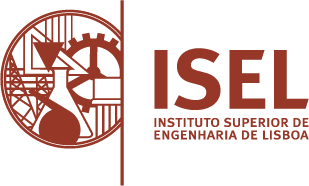 ISEL
INSTITUTO SUPERIOR DE
ENGENHARIA DE LISBOA